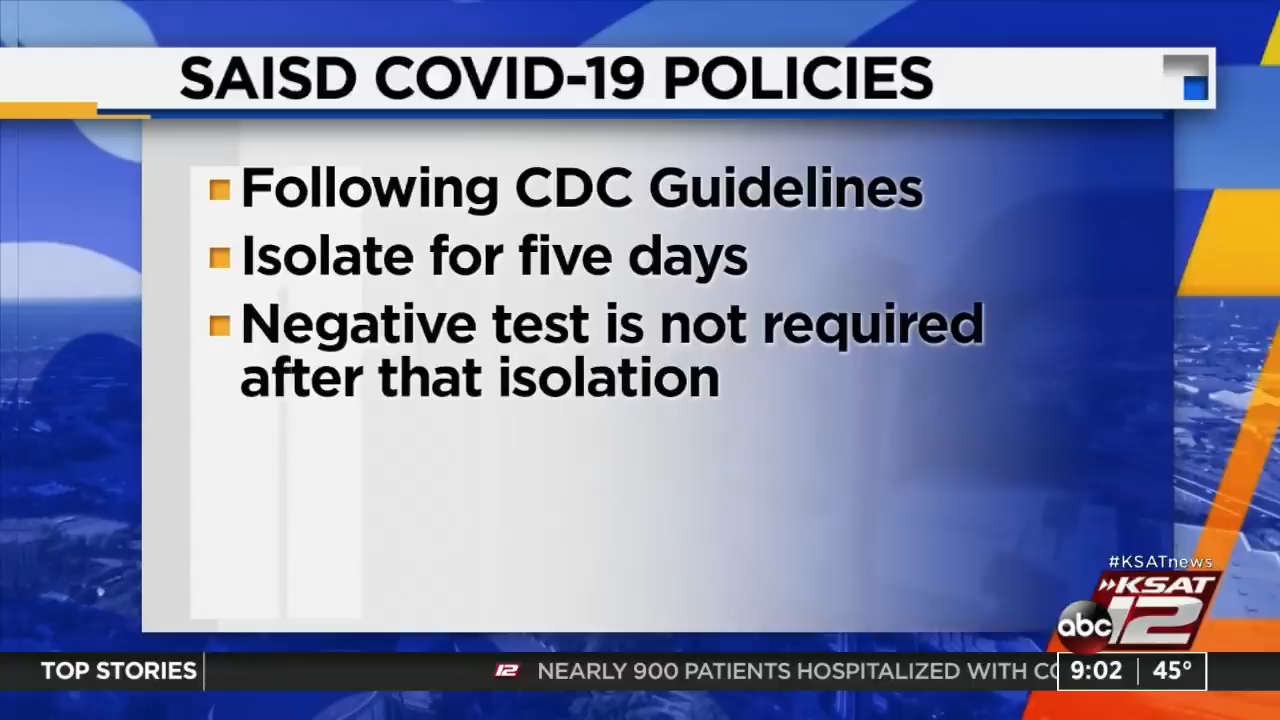 SAISD COVID-19 POLICIES
Following CDC Guidelines
Isolate for five days
Negative test is not required
after that isolation
#KSATnews
KSAT
abc 12
TOP STORIES 12 NEARLY 900 PATIENTS HOSPITALIZED WITH 9:02 45°